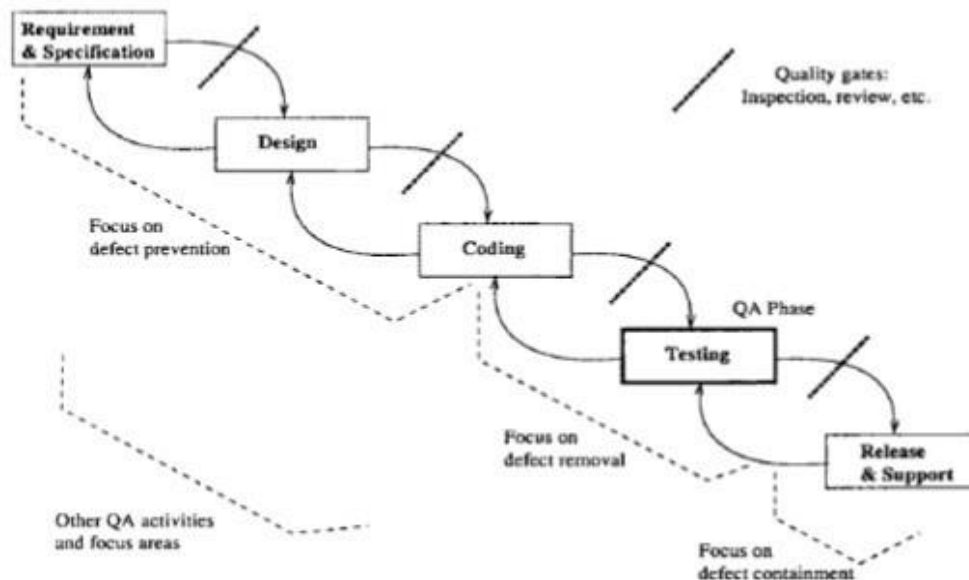 Requirement
& Specification
Quality gates:
Inspection, review, etc.
Design
Focus on
defect prevention
Coding
QA Phase
Testing
Focus on
defect removal
Release
& Support
Other QA activities
and focus areas
Focus on
defect containment